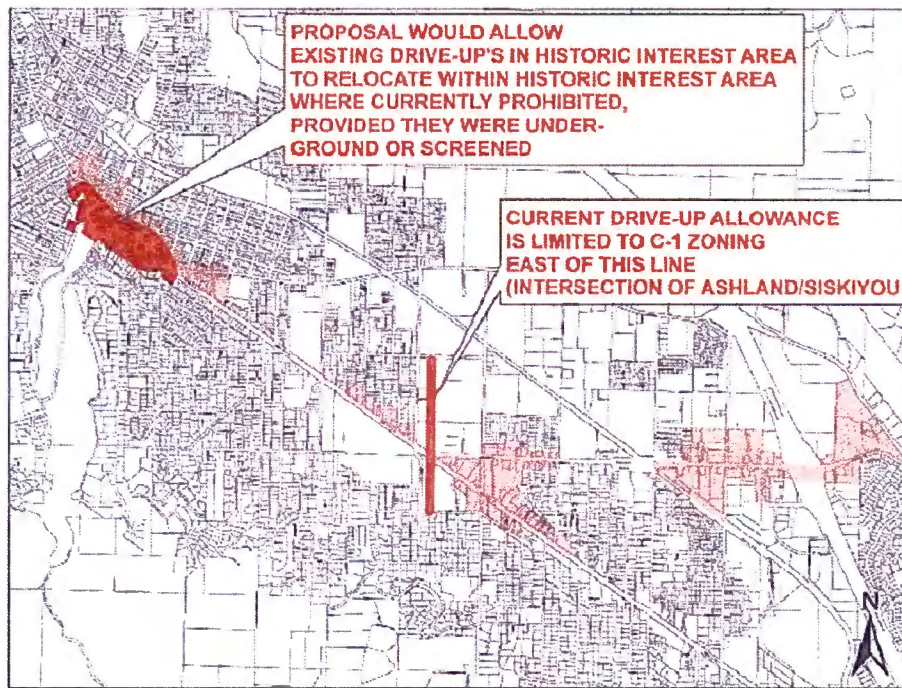 PROPOSAL WOULD ALLOW
EXISTING DRIVE-UP'S IN HISTORIC INTEREST AREA
TO RELOCATE WITHIN HISTORIC INTEREST AREA
WHERE CURRENTLY PROHIBITED,
PROVIDED THEY WERE UNDER-
GROUND OR SCREENED
CURRENT DRIVE-UP ALLOWANCE
IS LIMITED TO C-1 ZONING
EAST OF THIS LINE
(INTERSECTION OF ASHLAND/SISKIYOU
N